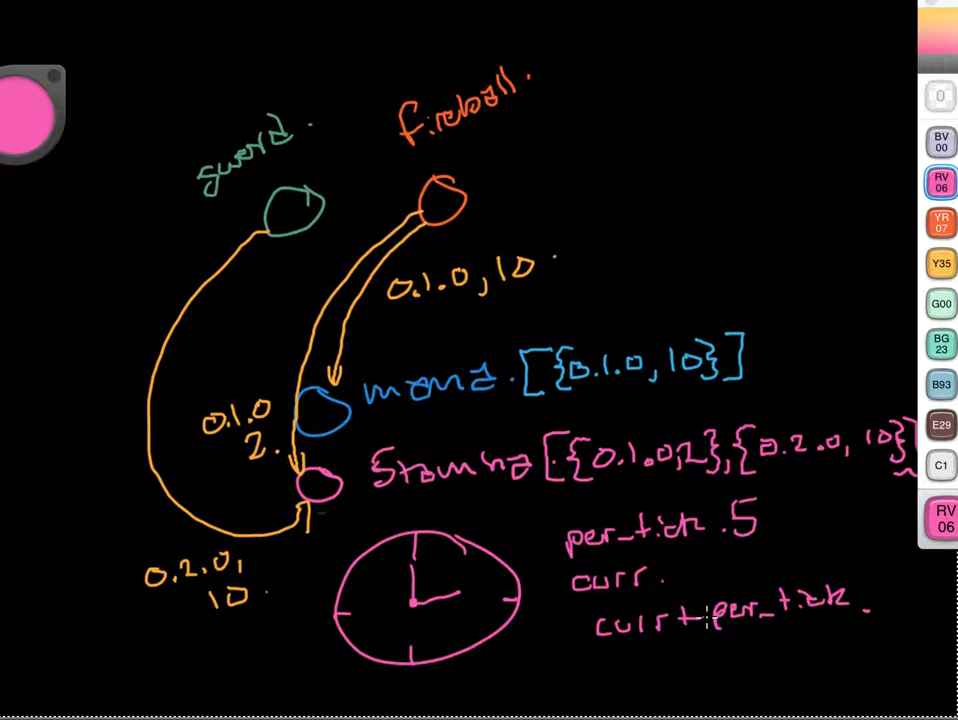 sword.
fireball.
0.1.0, 10
mana. [{0.1.0, 10}]
0.1.0
2.
Stamina [{0.1.0, 2}, {0.2.0, 10}]
per_tick .5
curr.
curr + per_tick.
0.2.0,
10
0
BV
00
RV
06
YR
07
Y35
G00
BG
23
B93
E29
C1
RV
06